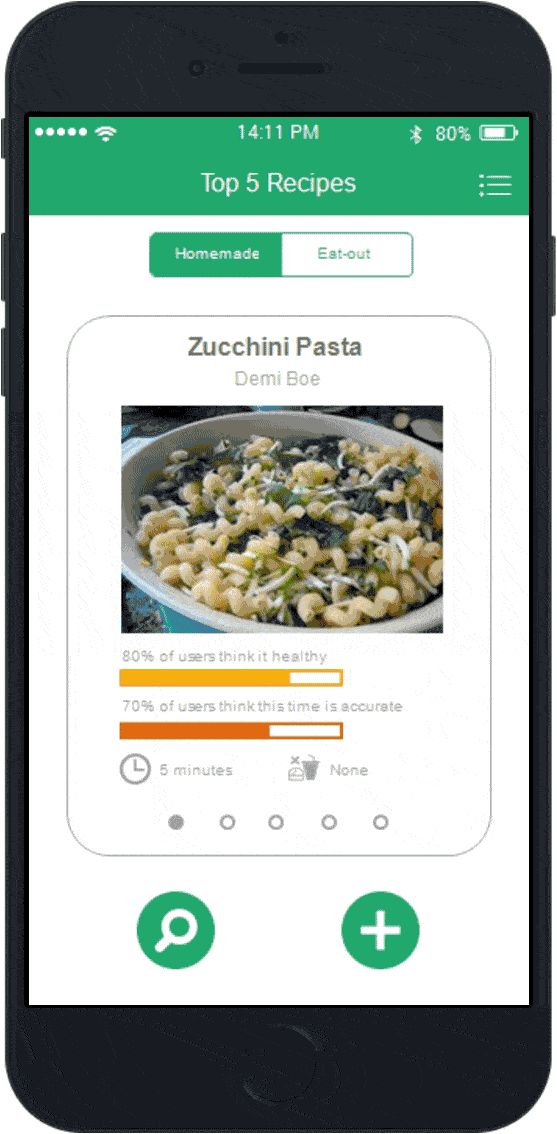 14:11 PM
80%
Top 5 Recipes
Homemade
Eat-out
Zucchini Pasta
Demi Boe
80% of users think it healthy
70% of users think this time is accurate
5 minutes
None